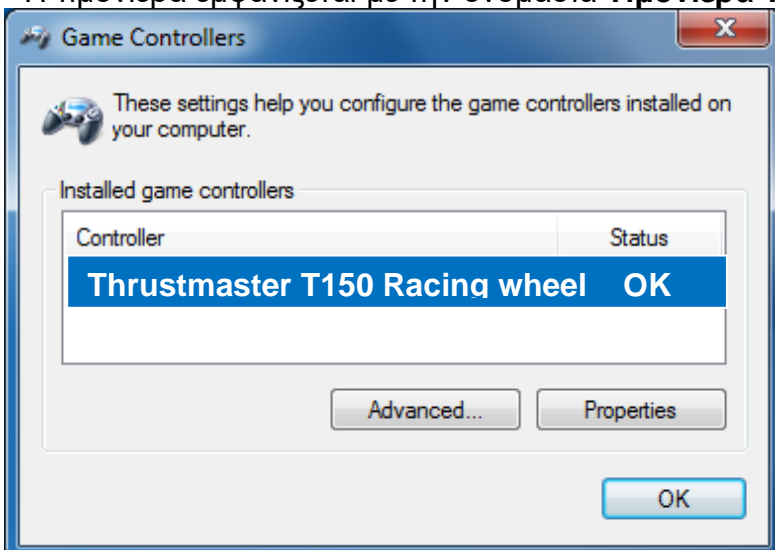 Game Controllers
These settings help you configure the game controllers installed on
your computer.
Installed game controllers
Controller Status
Thrustmaster T150 Racing wheel OK
Advanced... Properties
OK